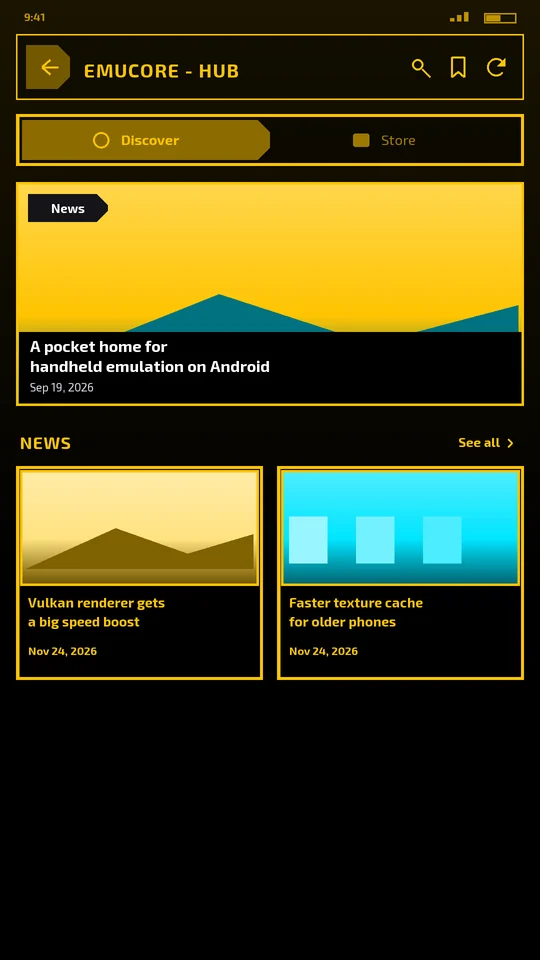 9:41
EMUCORE - HUB
Discover
Store
News
A pocket home for
handheld emulation on Android
Sep 19, 2026
NEWS
See all
Vulkan renderer gets
a big speed boost
Nov 24, 2026
Faster texture cache
for older phones
Nov 24, 2026